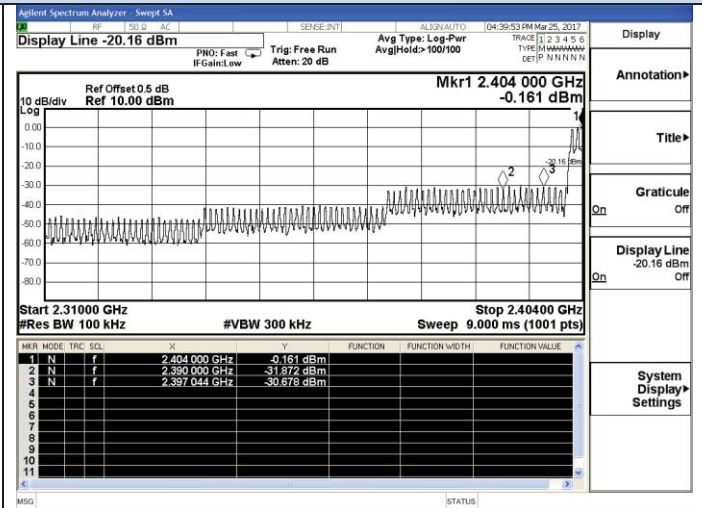 Agilent Spectrum Analyzer - Swept SA
RF 50 Ω AC SENSE:INT ALIGN AUTO 04:39:53 PM Mar 25, 2017
Display Line -20.16 dBm
PNO: Fast
IFGain:Low
Trig: Free Run
Atten: 20 dB
Avg Type: Log-Pwr
Avg|Hold:>100/100
TRACE 1 2 3 4 5 6
TYPE M
DET P N N N N N
Display
Annotation
Title
Graticule
On Off
Display Line
-20.16 dBm
On Off
System
Display
Settings
Ref Offset 0.5 dB
10 dB/div Ref 10.00 dBm
Log
Mkr1 2.404 000 GHz
-0.161 dBm
1
0.00
-10.0
-20.0
-20.16 dBm
2 3
-30.0
-40.0
-50.0
-60.0
-70.0
-80.0
Start 2.31000 GHz Stop 2.40400 GHz
#Res BW 100 kHz #VBW 300 kHz Sweep 9.000 ms (1001 pts)
MKR MODE TRC SCL X Y FUNCTION FUNCTION WIDTH FUNCTION VALUE
1 N f 2.404 000 GHz -0.161 dBm
2 N f 2.390 000 GHz -31.872 dBm
3 N f 2.397 044 GHz -30.678 dBm
4
5
6
7
8
9
10
11
MSG STATUS